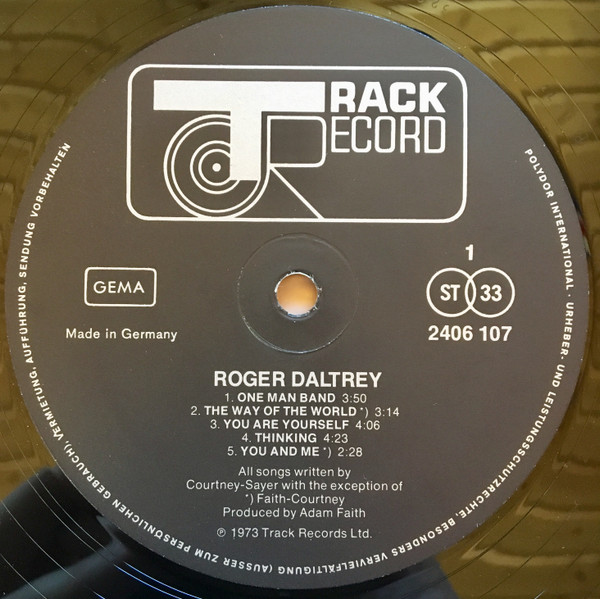 TRACK
RECORD
1
GEMA
ST 33
Made in Germany
2406 107
ROGER DALTREY
1. ONE MAN BAND 3:50
2. THE WAY OF THE WORLD *) 3:14
3. YOU ARE YOURSELF 4:06
4. THINKING 4:23
5. YOU AND ME *) 2:28
All songs written by
Courtney-Sayer with the exception of
*) Faith-Courtney
Produced by Adam Faith
℗ 1973 Track Records Ltd.
POLYDOR INTERNATIONAL · URHEBER- UND LEISTUNGSSCHUTZRECHTE, BESONDERS VERVIELFÄLTIGUNG (AUSSER ZUM PERSÖNLICHEN GEBRAUCH), VERMIETUNG, AUFFÜHRUNG, SENDUNG VORBEHALTEN